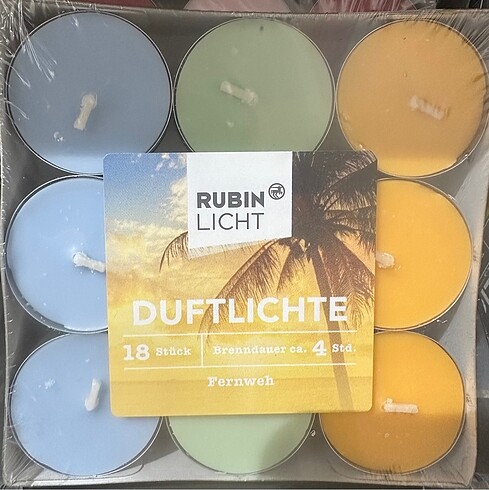 RUBIN
LICHT
DUFTLICHTE
18 Stück | Brenndauer ca. 4 Std.
Fernweh